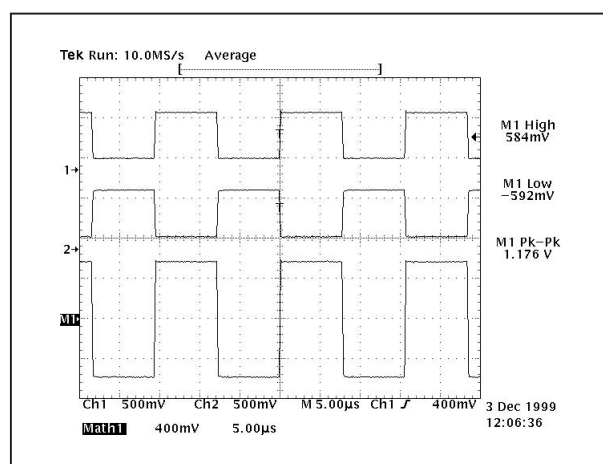 Tek Run: 10.0MS/s Average
M1 High
584mV
1
M1 Low
−592mV
2
M1 Pk−Pk
1.176 V
M1
Ch1 500mV Ch2 500mV M 5.00µs Ch1 400mV
Math1 400mV 5.00µs
3 Dec 1999
12:06:36